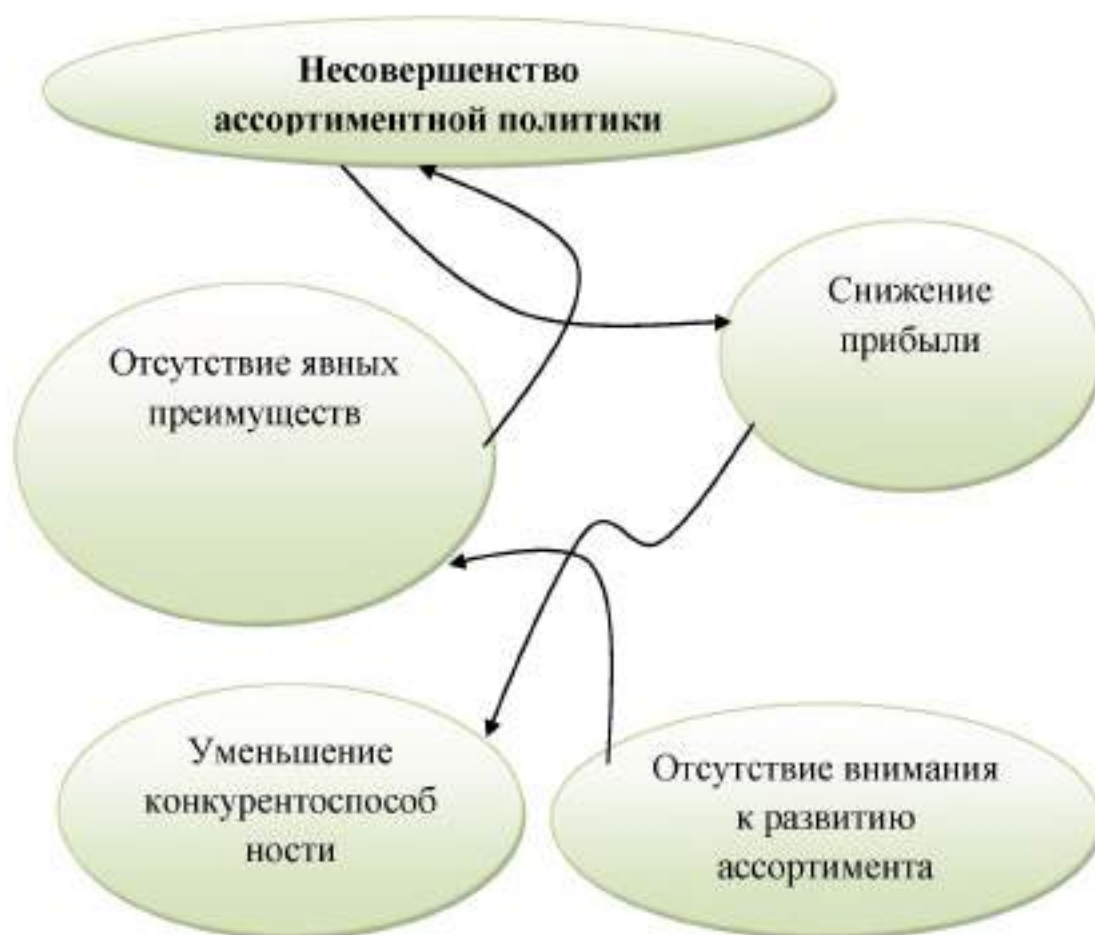 Несовершенство
ассортиментной политики
Снижение
прибыли
Отсутствие явных
преимуществ
Уменьшение
конкурентоспособ
ности
Отсутствие внимания
к развитию
ассортимента